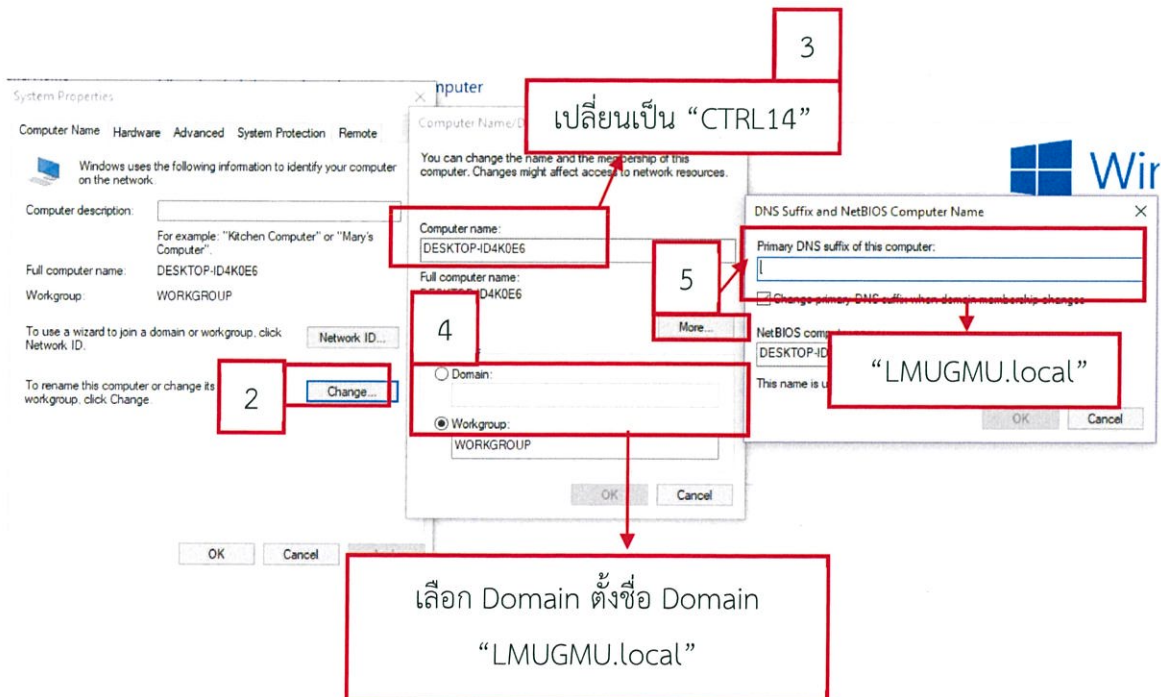 3
เปลี่ยนเป็น “CTRL14”
System Properties
Computer Name Hardware Advanced System Protection Remote
Windows uses the following information to identify your computer
on the network.
Computer description:
For example: "Kitchen Computer" or "Mary's
Computer".
Full computer name: DESKTOP-ID4K0E6
Workgroup: WORKGROUP
To use a wizard to join a domain or workgroup, click
Network ID.
Network ID...
To rename this computer or change its
workgroup, click Change
2
Change...
OK Cancel
mputer
Computer Name/D
You can change the name and the membership of this
computer. Changes might affect access to network resources.
Computer name:
DESKTOP-ID4K0E6
Full computer name:
DESKTOP-ID4K0E6
5
More...
4
Domain:
Workgroup:
WORKGROUP
OK Cancel
เลือก Domain ตั้งชื่อ Domain
“LMUGMU.local”
Wir
DNS Suffix and NetBIOS Computer Name
Primary DNS suffix of this computer:
Change primary DNS suffix when domain membership changes
NetBIOS comp
DESKTOP-ID
“LMUGMU.local”
This name is u
OK Cancel